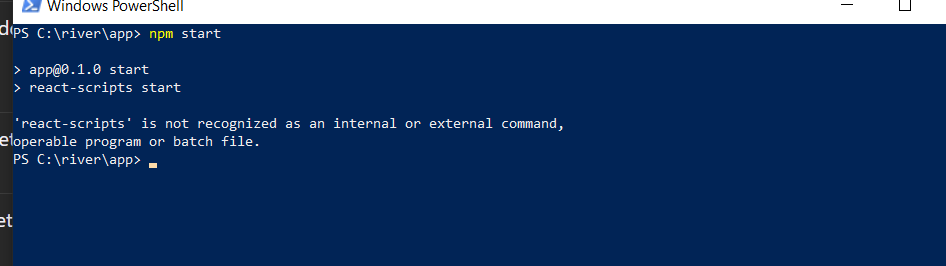 Windows PowerShell
PS C:\river\app> npm start
> app@0.1.0 start
> react-scripts start
'react-scripts' is not recognized as an internal or external command,
operable program or batch file.
PS C:\river\app>